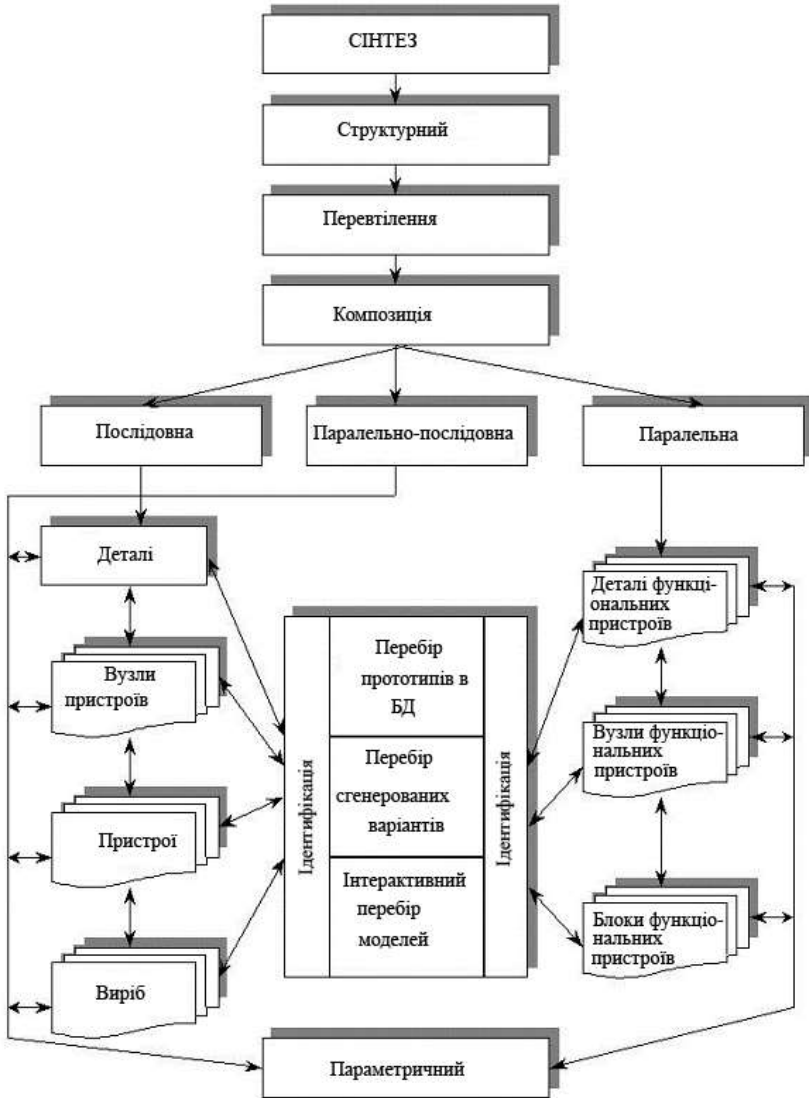 СІНТЕЗ
Структурний
Перевтілення
Композиція
Послідовна
Паралельно-послідовна
Паралельна
Деталі
Вузли
пристроїв
Пристрої
Виріб
Ідентифікація
Перебір
прототипів в
БД
Перебір
сгенерованих
варіантів
Інтерактивний
перебір
моделей
Ідентифікація
Деталі функці-
ональних
пристроїв
Вузли функціо-
нальних
пристроїв
Блоки функціо-
нальних
пристроїв
Параметричний